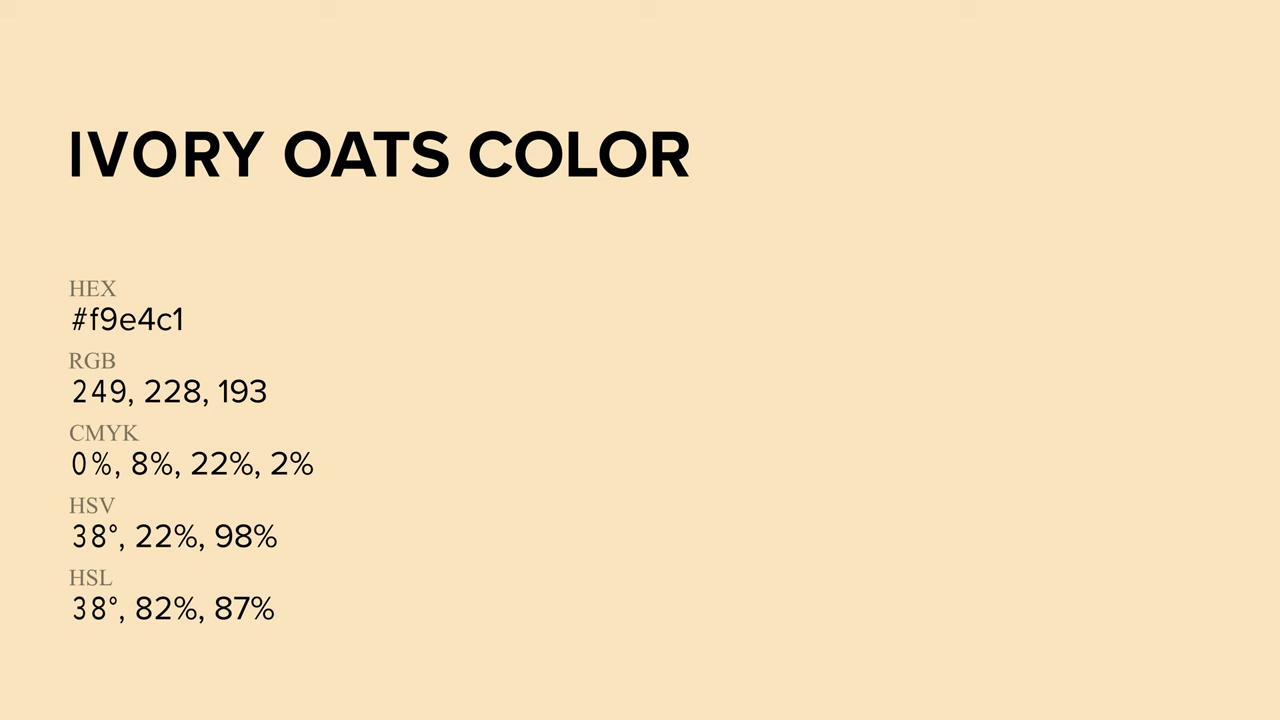 IVORY OATS COLOR
HEX
#f9e4c1
RGB
249, 228, 193
CMYK
0%, 8%, 22%, 2%
HSV
38°, 22%, 98%
HSL
38°, 82%, 87%